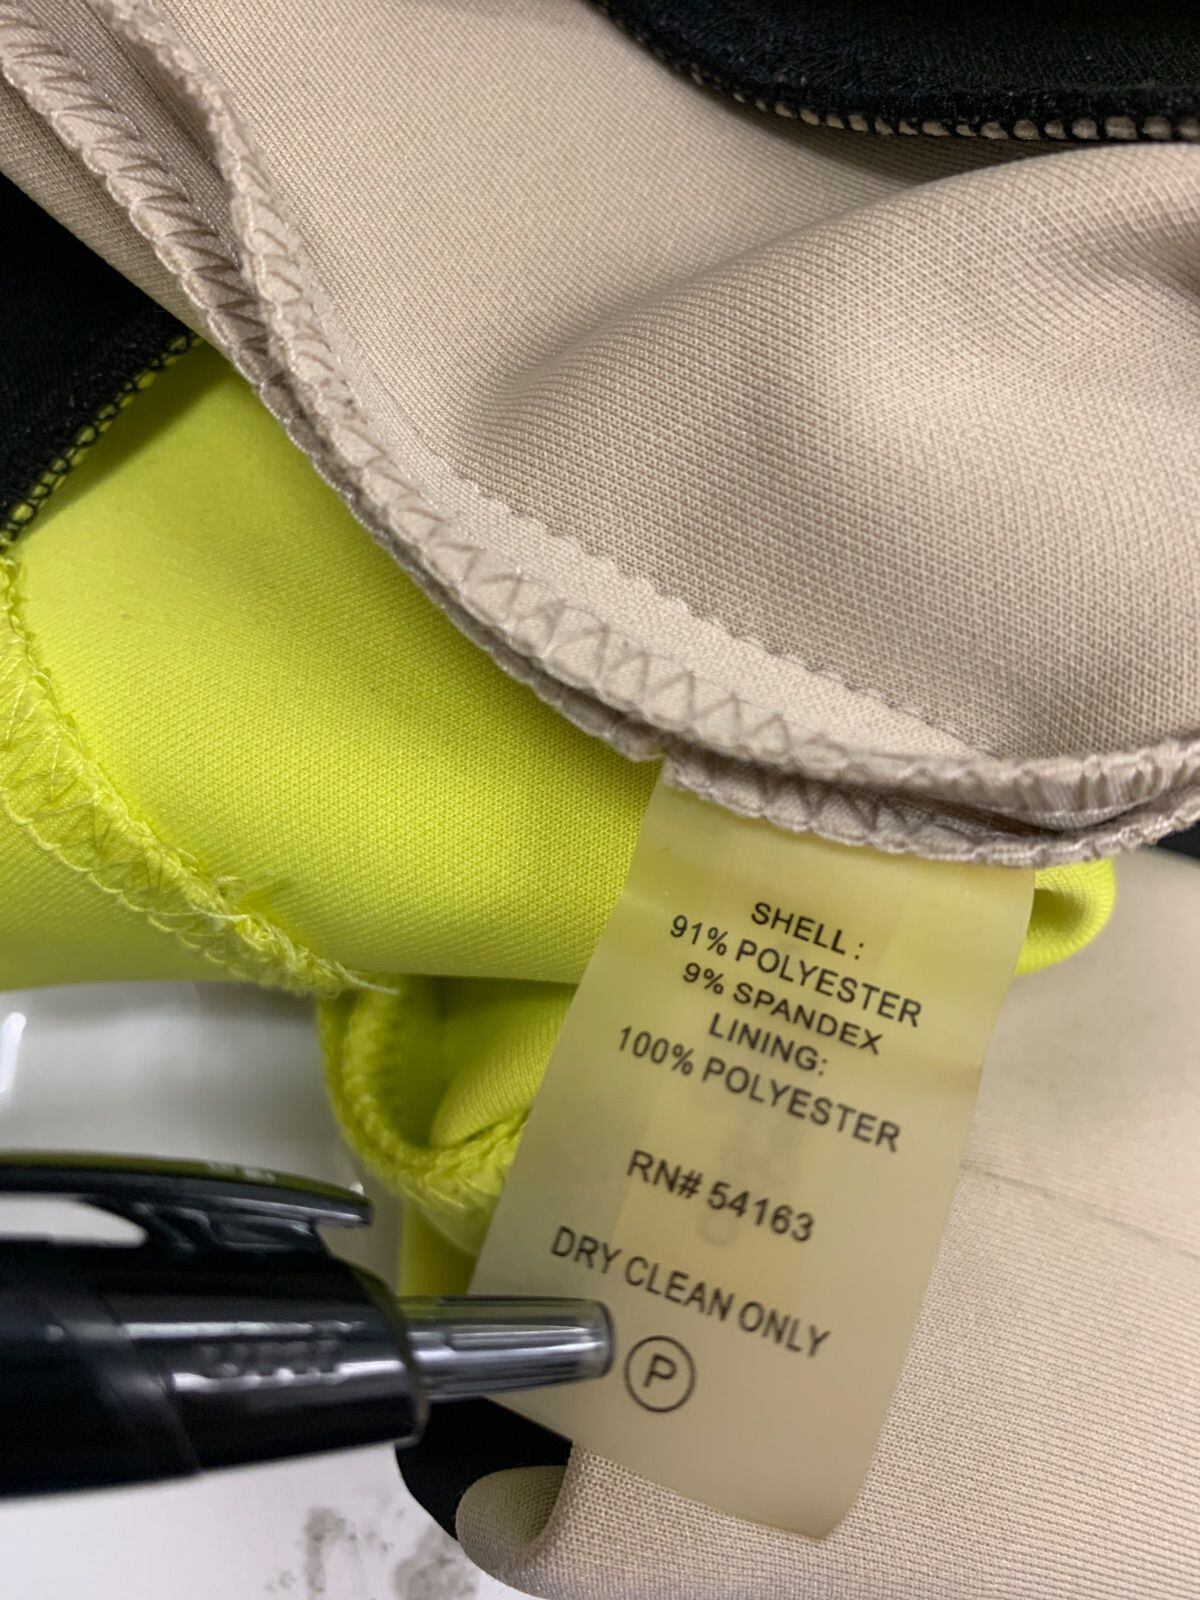 SHELL:
91% POLYESTER
9% SPANDEX
LINING:
100% POLYESTER
RN# 54163
DRY CLEAN ONLY
P